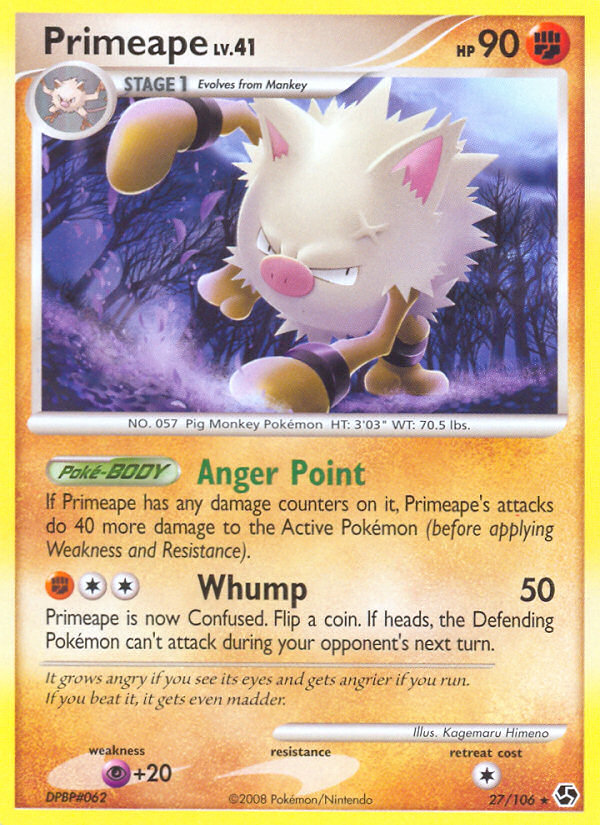 Primeape LV.41 HP 90
STAGE 1 Evolves from Mankey
NO. 057 Pig Monkey Pokémon HT: 3'03" WT: 70.5 lbs.
Poké-BODY Anger Point
If Primeape has any damage counters on it, Primeape's attacks
do 40 more damage to the Active Pokémon (before applying
Weakness and Resistance).
Whump 50
Primeape is now Confused. Flip a coin. If heads, the Defending
Pokémon can't attack during your opponent's next turn.
It grows angry if you see its eyes and gets angrier if you run.
If you beat it, it gets even madder.
Illus. Kagemaru Himeno
weakness resistance retreat cost
+20
DPBP#062 ©2008 Pokémon/Nintendo 27/106 ★